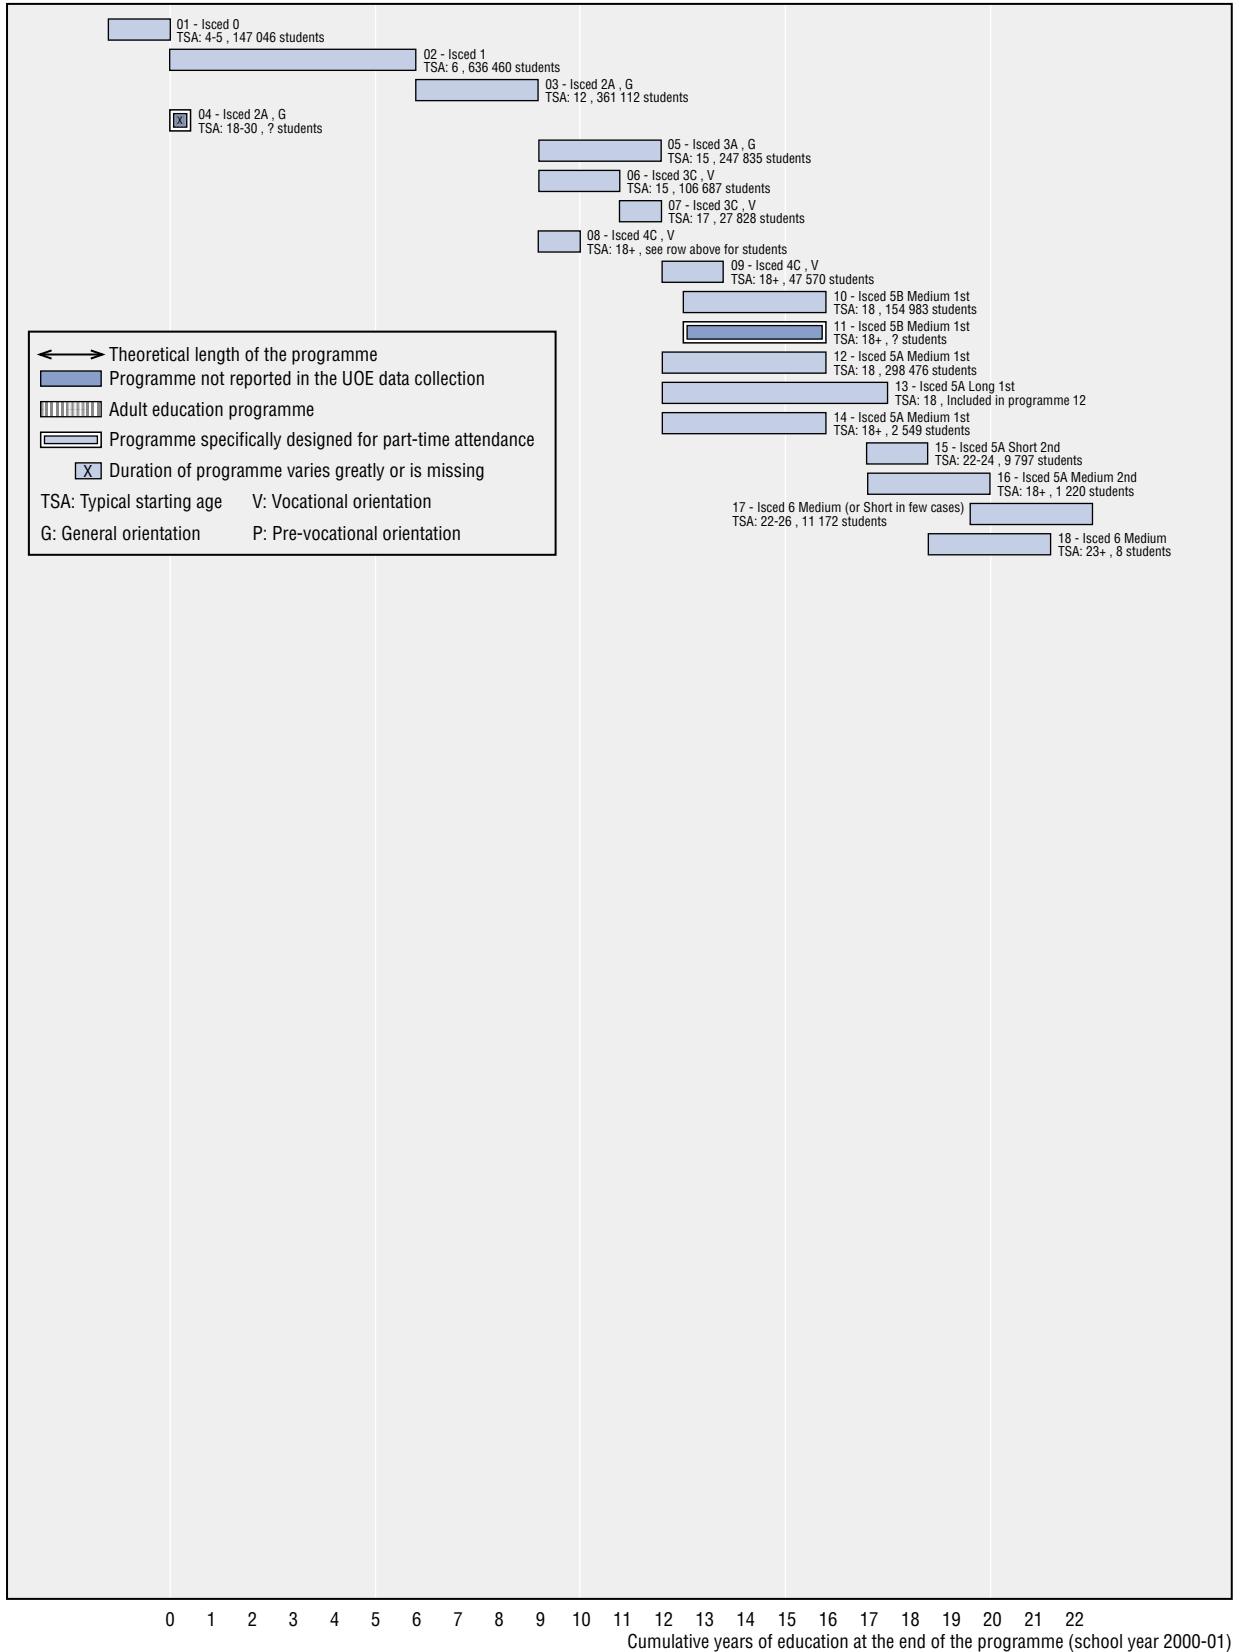 01 - Isced 0
TSA: 4-5 , 147 046 students
02 - Isced 1
TSA: 6 , 636 460 students
03 - Isced 2A , G
TSA: 12 , 361 112 students
04 - Isced 2A , G
TSA: 18-30 , ? students
X
05 - Isced 3A , G
TSA: 15 , 247 835 students
06 - Isced 3C , V
TSA: 15 , 106 687 students
07 - Isced 3C , V
TSA: 17 , 27 828 students
08 - Isced 4C , V
TSA: 18+ , see row above for students
09 - Isced 4C , V
TSA: 18+ , 47 570 students
10 - Isced 5B Medium 1st
TSA: 18 , 154 983 students
11 - Isced 5B Medium 1st
TSA: 18+ , ? students
12 - Isced 5A Medium 1st
TSA: 18 , 298 476 students
13 - Isced 5A Long 1st
TSA: 18 , Included in programme 12
14 - Isced 5A Medium 1st
TSA: 18+ , 2 549 students
15 - Isced 5A Short 2nd
TSA: 22-24 , 9 797 students
16 - Isced 5A Medium 2nd
TSA: 18+ , 1 220 students
17 - Isced 6 Medium (or Short in few cases)
TSA: 22-26 , 11 172 students
18 - Isced 6 Medium
TSA: 23+ , 8 students
Theoretical length of the programme
Programme not reported in the UOE data collection
Adult education programme
Programme specifically designed for part-time attendance
X Duration of programme varies greatly or is missing
TSA: Typical starting age V: Vocational orientation
G: General orientation P: Pre-vocational orientation
0 1 2 3 4 5 6 7 8 9 10 11 12 13 14 15 16 17 18 19 20 21 22
Cumulative years of education at the end of the programme (school year 2000-01)